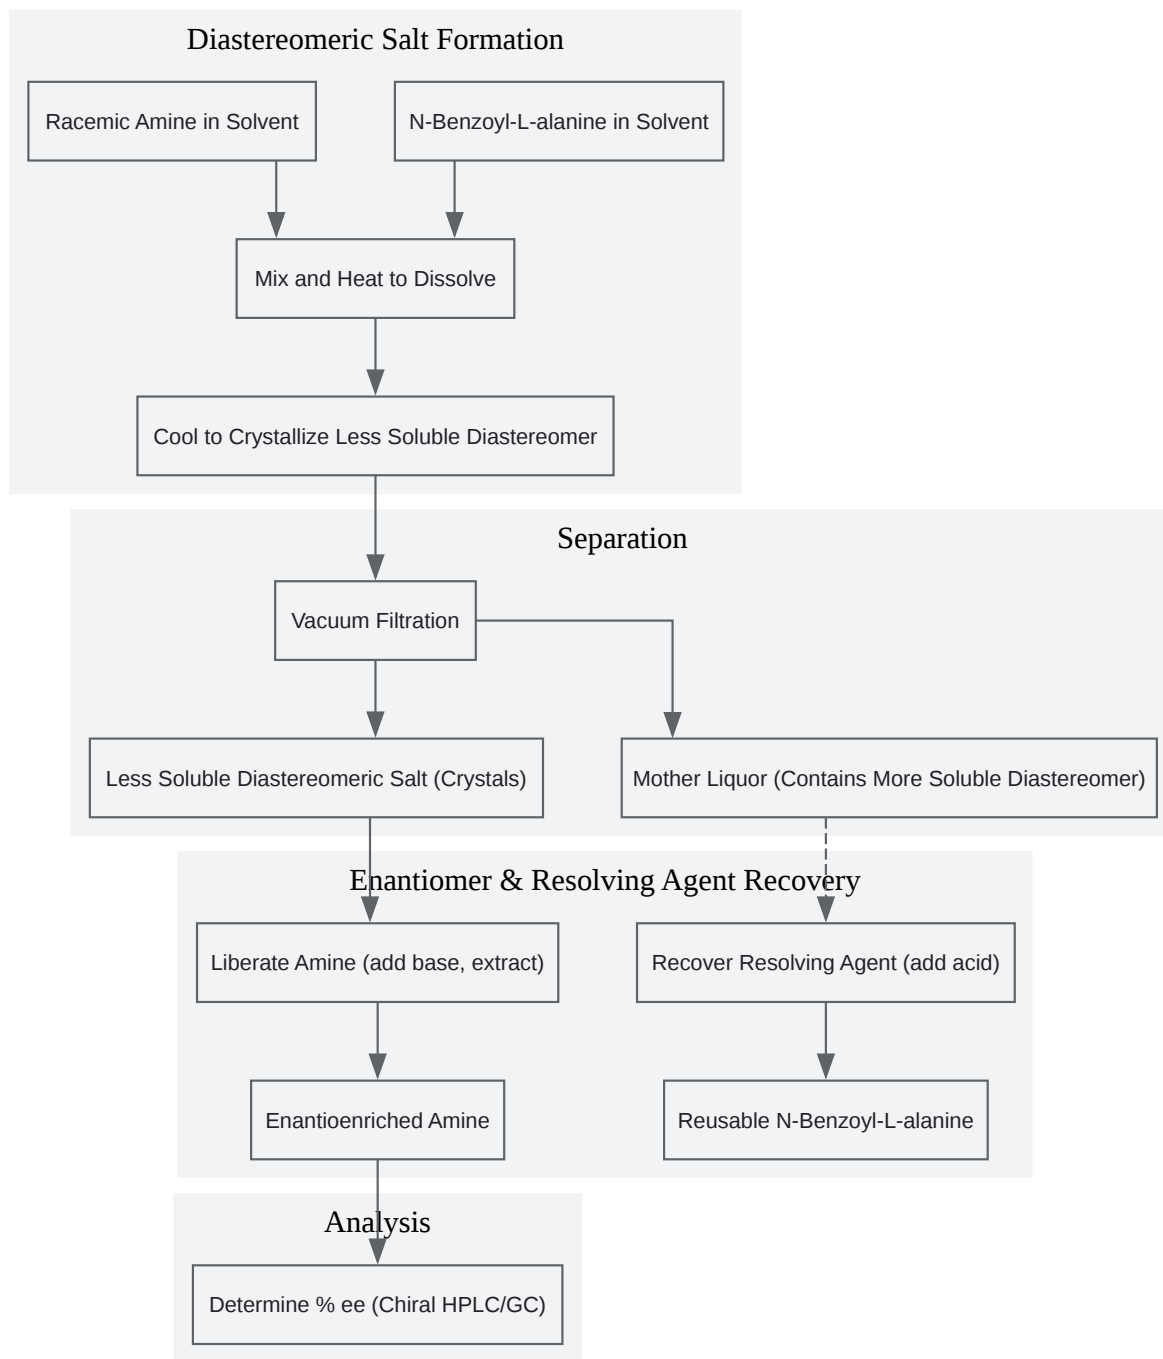 Diastereomeric Salt Formation
Racemic Amine in Solvent
N-Benzoyl-L-alanine in Solvent
Mix and Heat to Dissolve
Cool to Crystallize Less Soluble Diastereomer
Separation
Vacuum Filtration
Less Soluble Diastereomeric Salt (Crystals)
Mother Liquor (Contains More Soluble Diastereomer)
Enantiomer & Resolving Agent Recovery
Liberate Amine (add base, extract)
Recover Resolving Agent (add acid)
Enantioenriched Amine
Reusable N-Benzoyl-L-alanine
Analysis
Determine % ee (Chiral HPLC/GC)